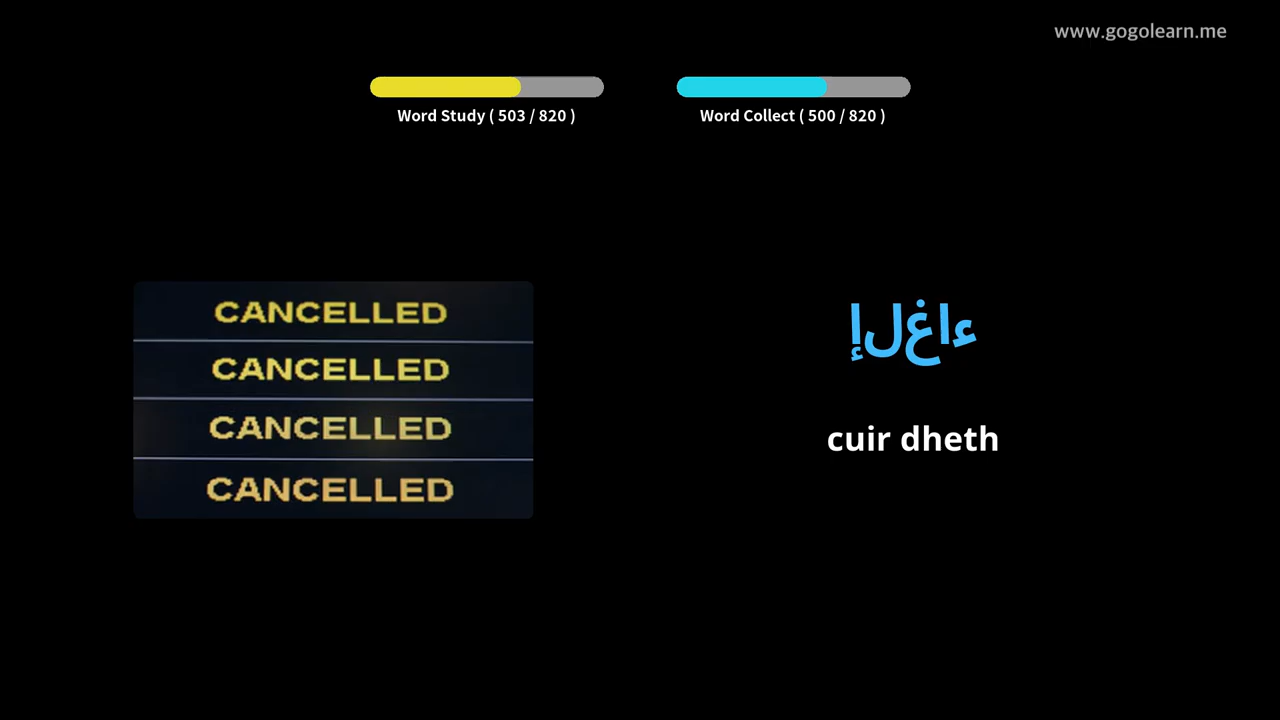 www.gogolearn.me
Word Study ( 503 / 820 )
Word Collect ( 500 / 820 )
CANCELLED
CANCELLED
CANCELLED
CANCELLED
إلغاء
cuir dheth